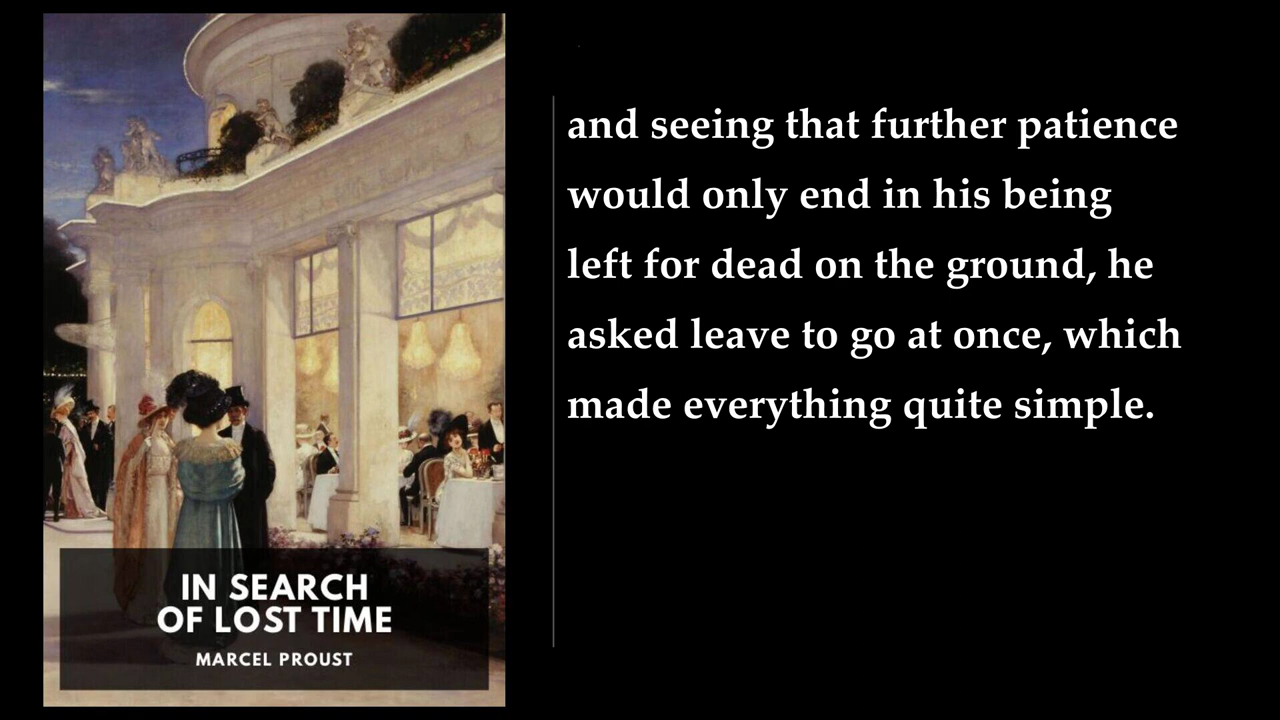 IN SEARCH
OF LOST TIME
MARCEL PROUST
and seeing that further patience
would only end in his being
left for dead on the ground, he
asked leave to go at once, which
made everything quite simple.